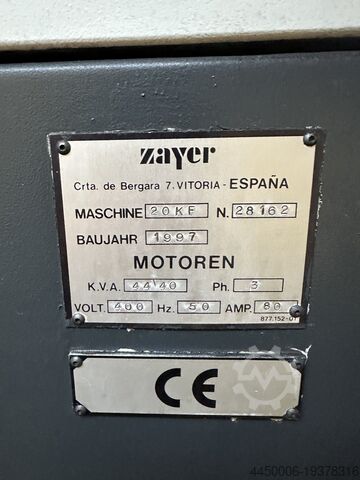 zayer
Crta. de Bergara 7. VITORIA - ESPAÑA
MASCHINE 20KF N. 28162
BAUJAHR 1997
MOTOREN
K.V.A. 44'40 Ph. 3
VOLT. 400 Hz. 50 AMP. 80
877.152-01
CE
4450006-19378316